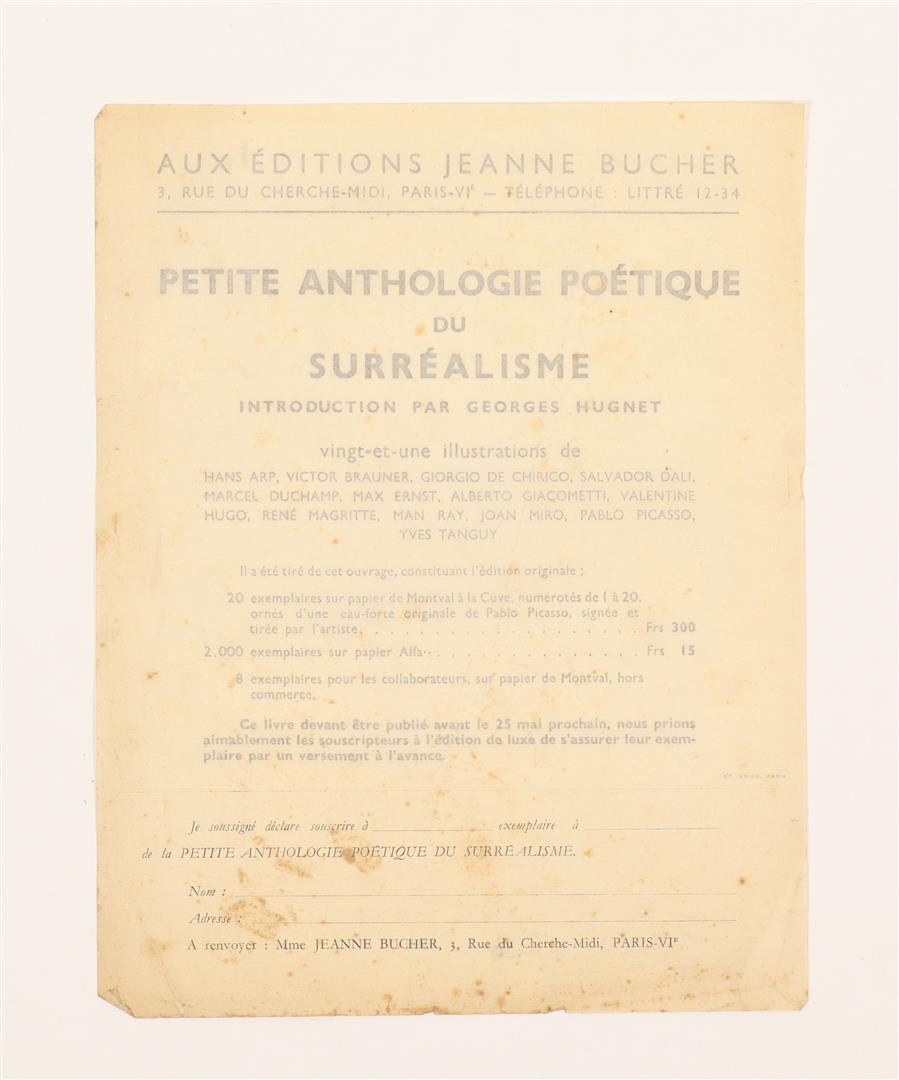 AUX ÉDITIONS JEANNE BUCHER
3, RUE DU CHERCHE-MIDI, PARIS-VIᴱ — TÉLÉPHONE : LITTRÉ 12-34
PETITE ANTHOLOGIE POÉTIQUE
DU
SURRÉALISME
INTRODUCTION PAR GEORGES HUGNET
vingt-et-une illustrations de
HANS ARP, VICTOR BRAUNER, GIORGIO DE CHIRICO, SALVADOR DALI,
MARCEL DUCHAMP, MAX ERNST, ALBERTO GIACOMETTI, VALENTINE
HUGO, RENÉ MAGRITTE, MAN RAY, JOAN MIRO, PABLO PICASSO,
YVES TANGUY.
Il a été tiré de cet ouvrage, constituant l'édition originale :
20 exemplaires sur papier de Montval à la Cuve, numérotés de 1 à 20,
ornés d'une eau-forte originale de Pablo Picasso, signée et
tirée par l'artiste. . . . . . . . . . . . . . . . . . . Frs 300
2.000 exemplaires sur papier Alfa . . . . . . . . . . . . . . Frs 15
8 exemplaires pour les collaborateurs, sur papier de Montval, hors
commerce.
Ce livre devant être publié avant le 25 mai prochain, nous prions
aimablement les souscripteurs à l'édition de luxe de s'assurer leur exem-
plaire par un versement à l'avance.
IMP. UNION, PARIS
Je soussigné déclare souscrire à ____ exemplaire à ____
de la PETITE ANTHOLOGIE POÉTIQUE DU SURRÉALISME.
Nom :
Adresse :
A renvoyer : Mme JEANNE BUCHER, 3, Rue du Cherche-Midi, PARIS-VIᴱ